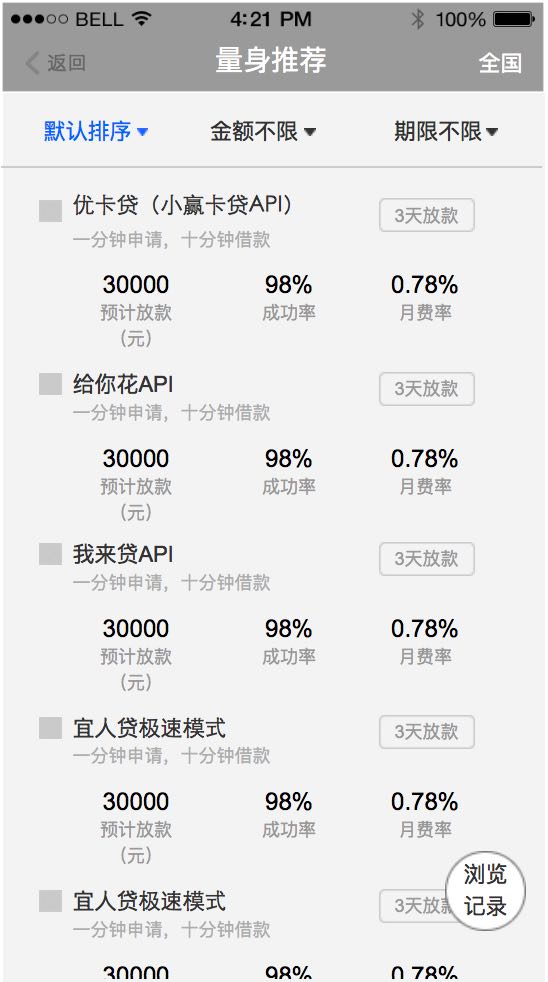 BELL 4:21 PM 100%
返回 量身推荐 全国
默认排序 金额不限 期限不限
优卡贷（小赢卡贷API） 3天放款
一分钟申请，十分钟借款
30000 98% 0.78%
预计放款 成功率 月费率
(元)
给你花API 3天放款
一分钟申请，十分钟借款
30000 98% 0.78%
预计放款 成功率 月费率
(元)
我来贷API 3天放款
一分钟申请，十分钟借款
30000 98% 0.78%
预计放款 成功率 月费率
(元)
宜人贷极速模式 3天放款
一分钟申请，十分钟借款
30000 98% 0.78%
预计放款 成功率 月费率
(元)
浏览
记录
宜人贷极速模式 3天放款
一分钟申请，十分钟借款
30000 98% 0.78%